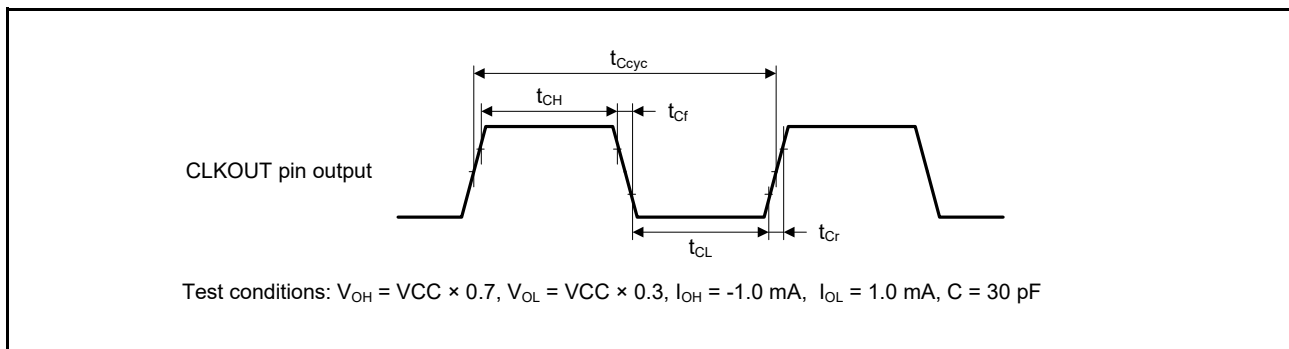 tCcyc
tCH
tCf
CLKOUT pin output
tCL
tCr
Test conditions: VOH = VCC × 0.7, VOL = VCC × 0.3, IOH = -1.0 mA, IOL = 1.0 mA, C = 30 pF